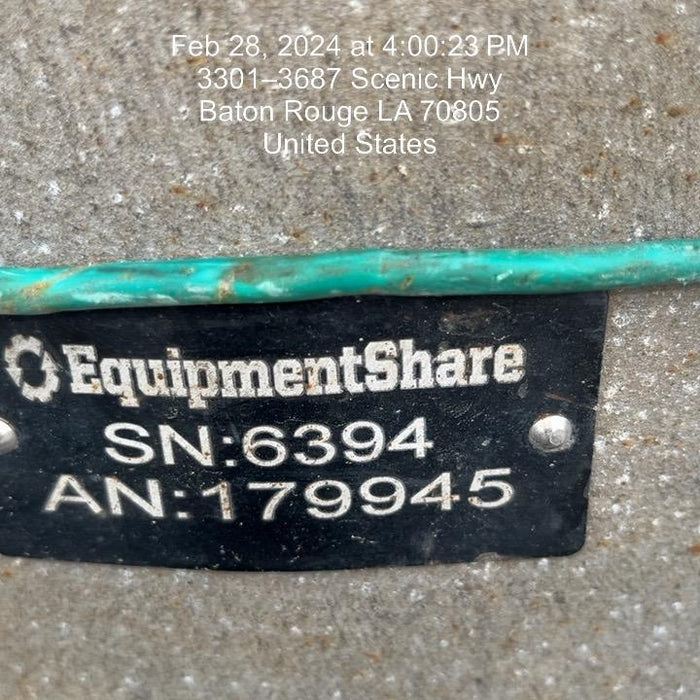 Feb 28, 2024 at 4:00:23 PM
3301–3687 Scenic Hwy
Baton Rouge LA 70805
United States
EquipmentShare
SN:6394
AN:179945